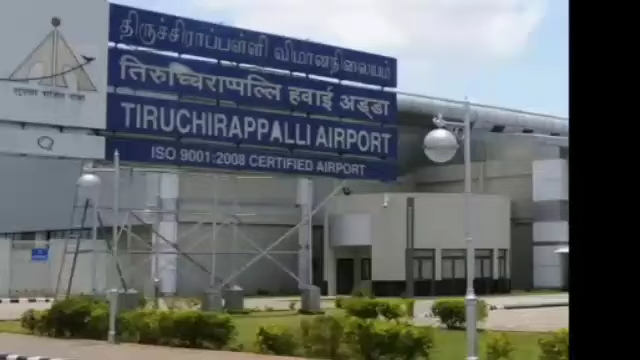 திருச்சிராப்பள்ளி விமானநிலையம்
तिरुच्चिराप्पल्लि हवाई अड्डा
TIRUCHIRAPPALLI AIRPORT
ISO 9001:2008 CERTIFIED AIRPORT
Q